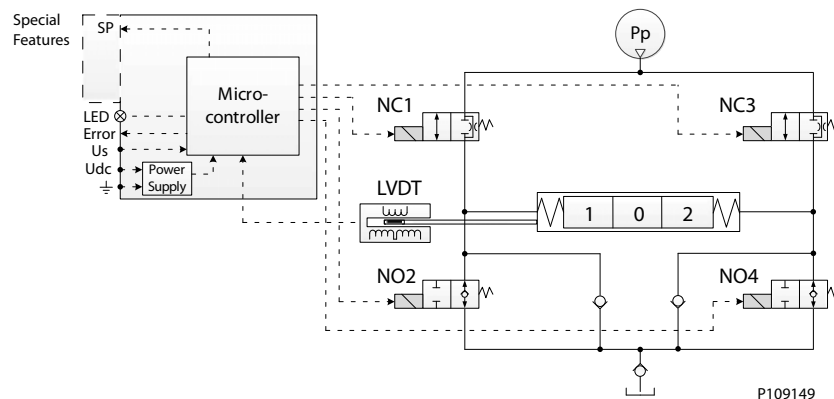 Special
Features
SP
Pp
Micro-
controller
NC1
NC3
LED
Error
Us
Udc
Power
Supply
LVDT
1 0 2
NO2
NO4
P109149